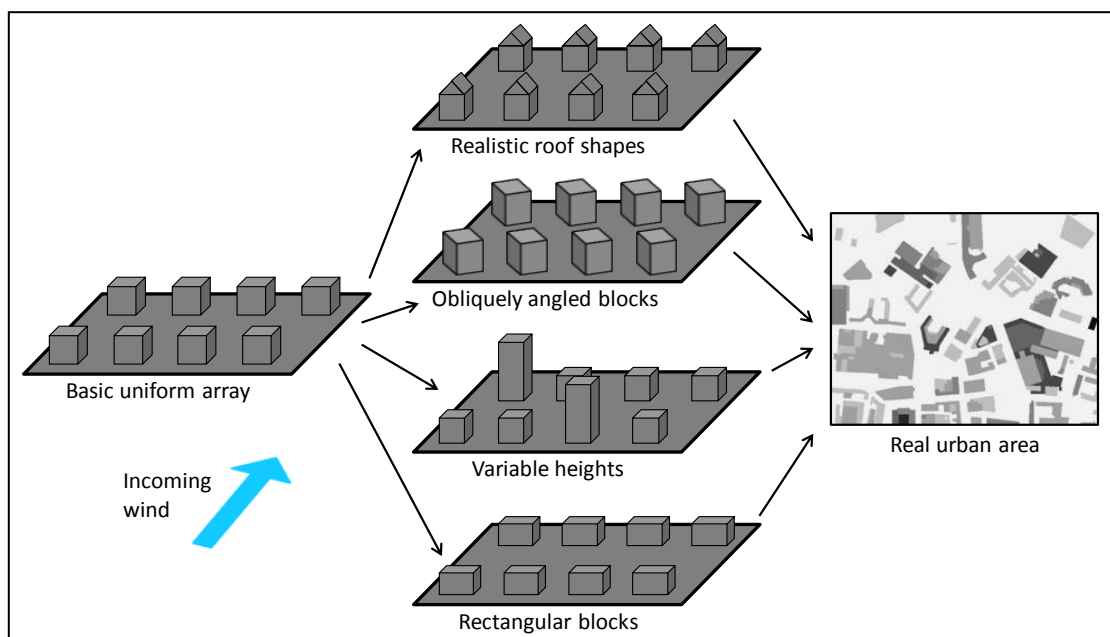 Realistic roof shapes
Obliquely angled blocks
Basic uniform array
Variable heights
Real urban area
Incoming
wind
Rectangular blocks